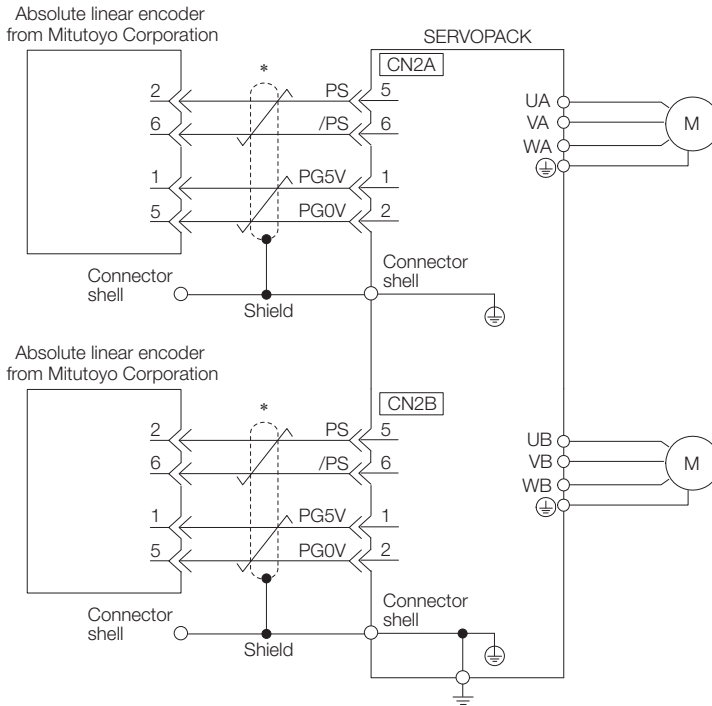 Absolute linear encoder
from Mitutoyo Corporation
SERVOPACK
*
CN2A
2
PS
5
UA
VA
M
6
/PS
6
WA
1
PG5V
1
5
PG0V
2
Connector
shell
Connector
shell
Shield
Absolute linear encoder
from Mitutoyo Corporation
*
CN2B
2
PS
5
UB
VB
M
6
/PS
6
WB
1
PG5V
1
5
PG0V
2
Connector
shell
Connector
shell
Shield